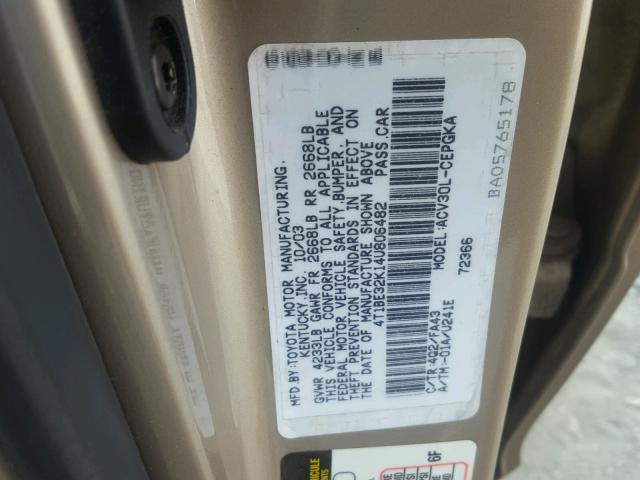 MFD.BY:TOYOTA MOTOR MANUFACTURING.
KENTUCKY.INC. 10/03
GVWR 4233LB GAWR FR 2668LB RR 2668LB
THIS VEHICLE CONFORMS TO ALL APPLICABLE
FEDERAL MOTOR VEHICLE SAFETY,BUMPER, AND
THEFT PREVENTION STANDARDS IN EFFECT ON
THE DATE OF MANUFACTURE SHOWN ABOVE
4T1BE32K14U806482 PASS.CAR
MODEL:ACV30L-CEPGKA
C/TR:4Q2/FA43 72366
A/TM:-01A/U241E
BA05765178
6F